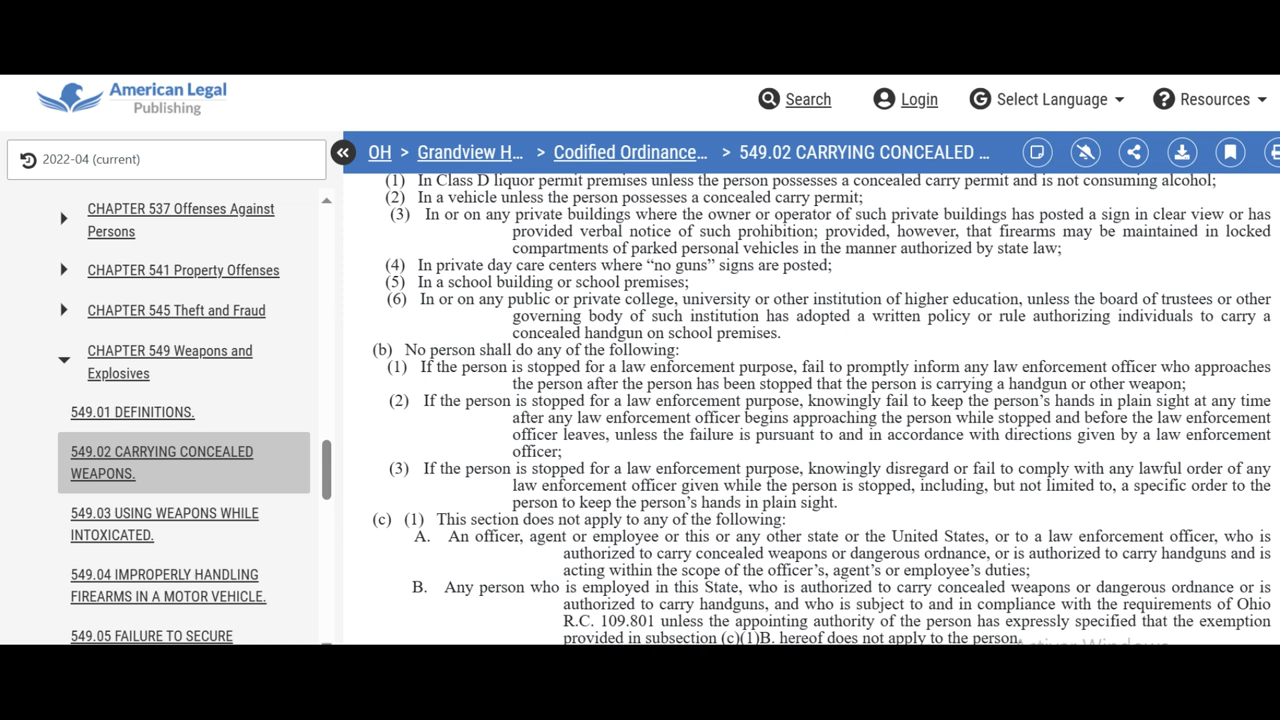 American Legal
Publishing
Search
Login
Select Language
Resources
2022-04 (current)
OH > Grandview H... > Codified Ordinance... > 549.02 CARRYING CONCEALED ...
CHAPTER 537 Offenses Against
Persons
CHAPTER 541 Property Offenses
CHAPTER 545 Theft and Fraud
CHAPTER 549 Weapons and
Explosives
549.01 DEFINITIONS.
549.02 CARRYING CONCEALED
WEAPONS.
549.03 USING WEAPONS WHILE
INTOXICATED.
549.04 IMPROPERLY HANDLING
FIREARMS IN A MOTOR VEHICLE.
549.05 FAILURE TO SECURE
(1) In Class D liquor permit premises unless the person possesses a concealed carry permit and is not consuming alcohol;
(2) In a vehicle unless the person possesses a concealed carry permit;
(3) In or on any private buildings where the owner or operator of such private buildings has posted a sign in clear view or has
provided verbal notice of such prohibition; provided, however, that firearms may be maintained in locked
compartments of parked personal vehicles in the manner authorized by state law;
(4) In private day care centers where “no guns” signs are posted;
(5) In a school building or school premises;
(6) In or on any public or private college, university or other institution of higher education, unless the board of trustees or other
governing body of such institution has adopted a written policy or rule authorizing individuals to carry a
concealed handgun on school premises.
(b) No person shall do any of the following:
(1) If the person is stopped for a law enforcement purpose, fail to promptly inform any law enforcement officer who approaches
the person after the person has been stopped that the person is carrying a handgun or other weapon;
(2) If the person is stopped for a law enforcement purpose, knowingly fail to keep the person’s hands in plain sight at any time
after any law enforcement officer begins approaching the person while stopped and before the law enforcement
officer leaves, unless the failure is pursuant to and in accordance with directions given by a law enforcement
officer;
(3) If the person is stopped for a law enforcement purpose, knowingly disregard or fail to comply with any lawful order of any
law enforcement officer given while the person is stopped, including, but not limited to, a specific order to the
person to keep the person’s hands in plain sight.
(c) (1) This section does not apply to any of the following:
A. An officer, agent or employee or this or any other state or the United States, or to a law enforcement officer, who is
authorized to carry concealed weapons or dangerous ordnance, or is authorized to carry handguns and is
acting within the scope of the officer’s, agent’s or employee’s duties;
B. Any person who is employed in this State, who is authorized to carry concealed weapons or dangerous ordnance or is
authorized to carry handguns, and who is subject to and in compliance with the requirements of Ohio
R.C. 109.801 unless the appointing authority of the person has expressly specified that the exemption
provided in subsection (c)(1)B. hereof does not apply to the person.